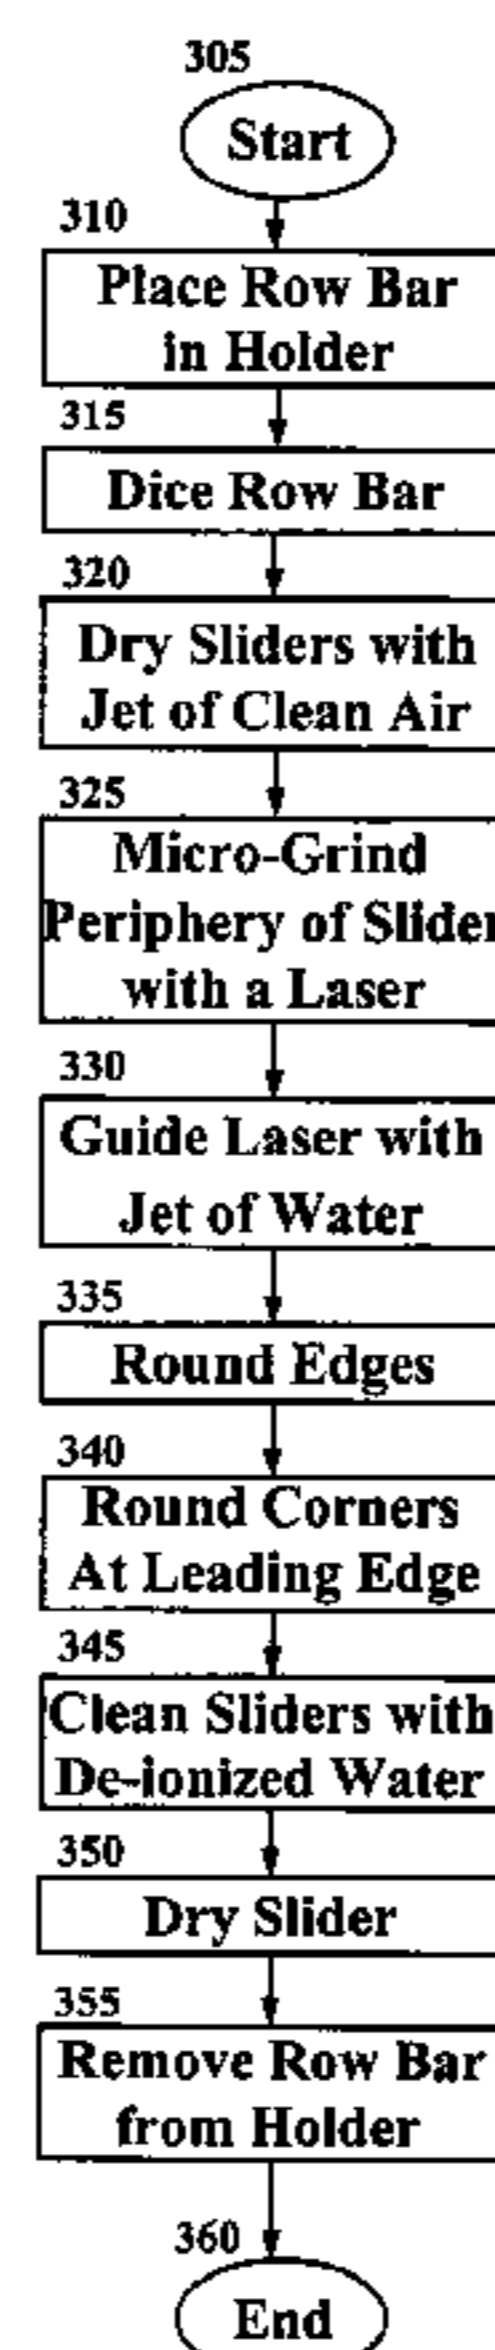 305
Start
310
Place Row Bar
in Holder
315
Dice Row Bar
320
Dry Sliders with
Jet of Clean Air
325
Micro-Grind
Periphery of Slider
with a Laser
330
Guide Laser with
Jet of Water
335
Round Edges
340
Round Corners
At Leading Edge
345
Clean Sliders with
De-ionized Water
350
Dry Slider
355
Remove Row Bar
from Holder
360
End